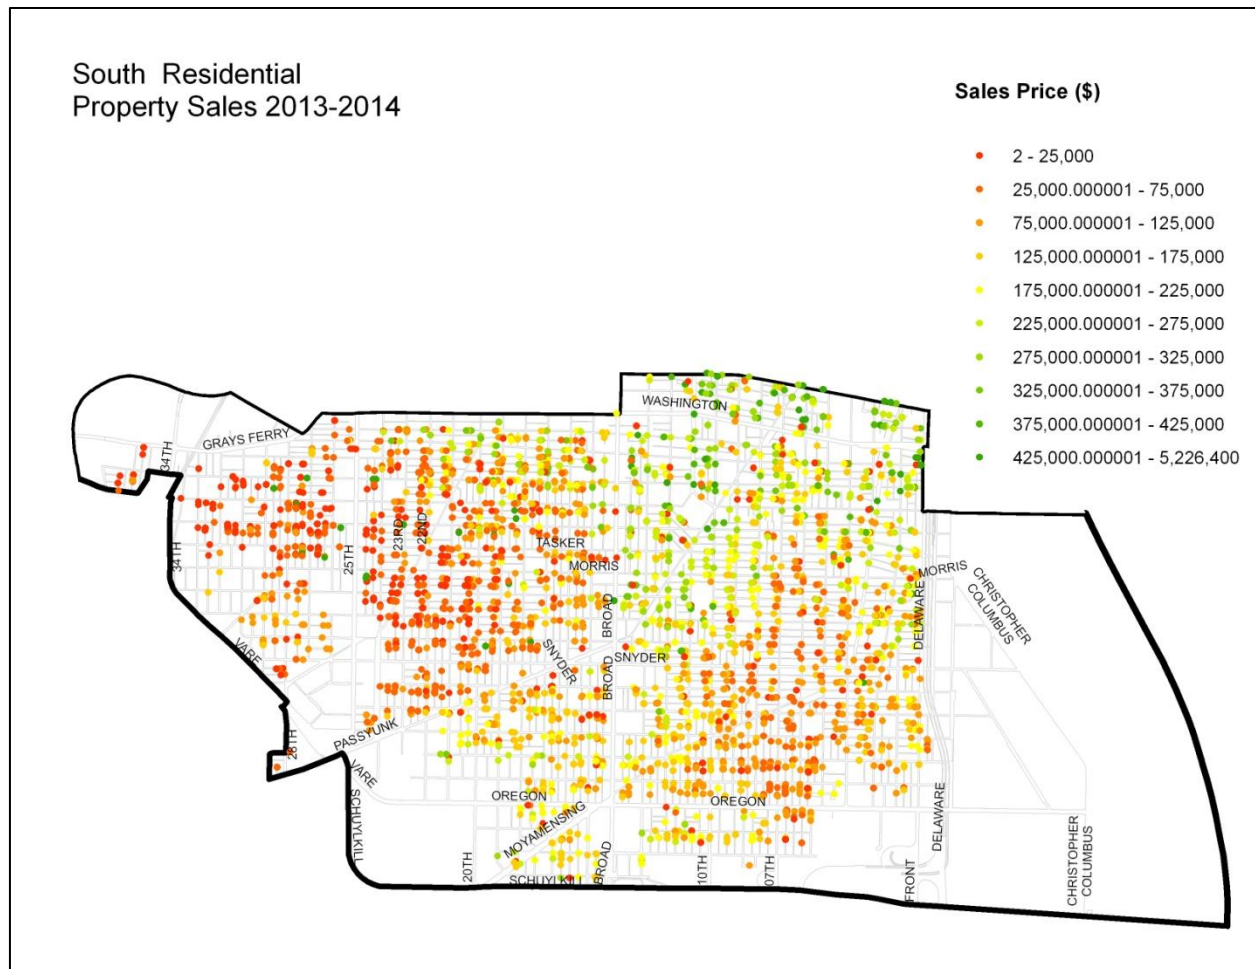 South Residential
Property Sales 2013-2014
Sales Price ($)
2 - 25,000
25,000.000001 - 75,000
75,000.000001 - 125,000
125,000.000001 - 175,000
175,000.000001 - 225,000
225,000.000001 - 275,000
275,000.000001 - 325,000
325,000.000001 - 375,000
375,000.000001 - 425,000
425,000.000001 - 5,226,400
WASHINGTON
GRAYS FERRY
34TH
34TH
25TH
23RD
22ND
TASKER
MORRIS
MORRIS
CHRISTOPHER
COLUMBUS
BROAD
DELAWARE
VARE
SNYDER
SNYDER
BROAD
28TH
PASSYUNK
VARE
SCHUYLKILL
OREGON
OREGON
MOYAMENSING
DELAWARE
20TH
SCHUYLKILL
BROAD
10TH
07TH
FRONT
CHRISTOPHER
COLUMBUS